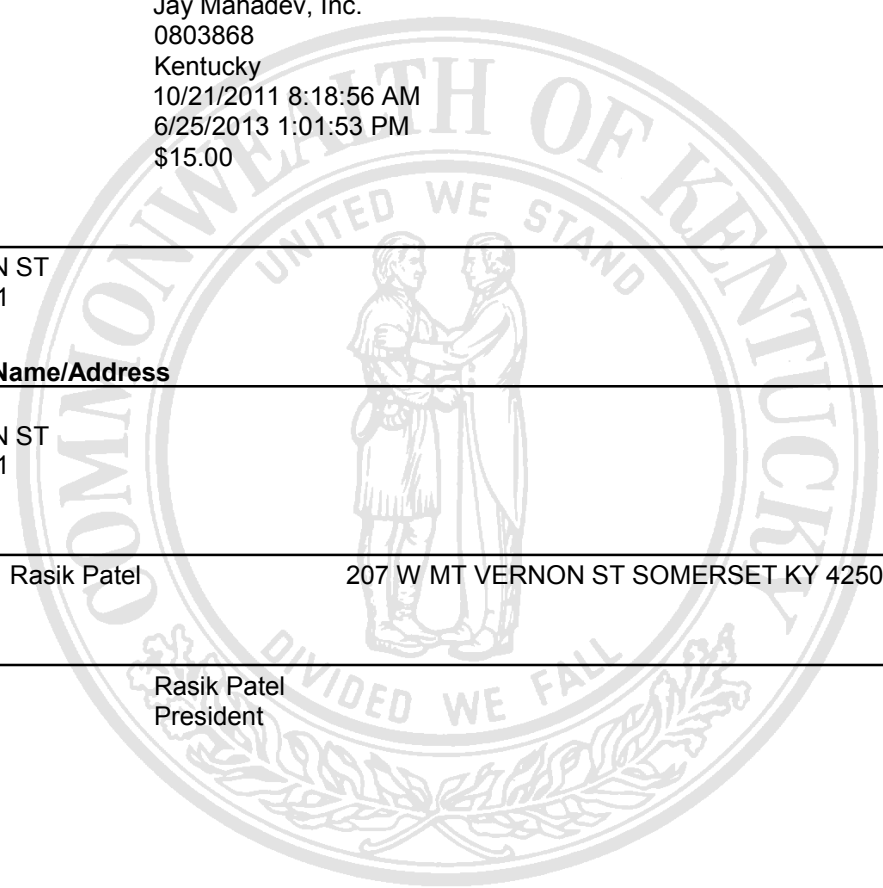 Jay Mahadev, Inc.
0803868
Kentucky
10/21/2011 8:18:56 AM
6/25/2013 1:01:53 PM
$15.00
COMMONWEALTH OF KENTUCKY
UNITED WE STAND
N ST
1
Name/Address
N ST
1
Rasik Patel 207 W MT VERNON ST SOMERSET KY 4250
DIVIDED WE FALL
Rasik Patel
President